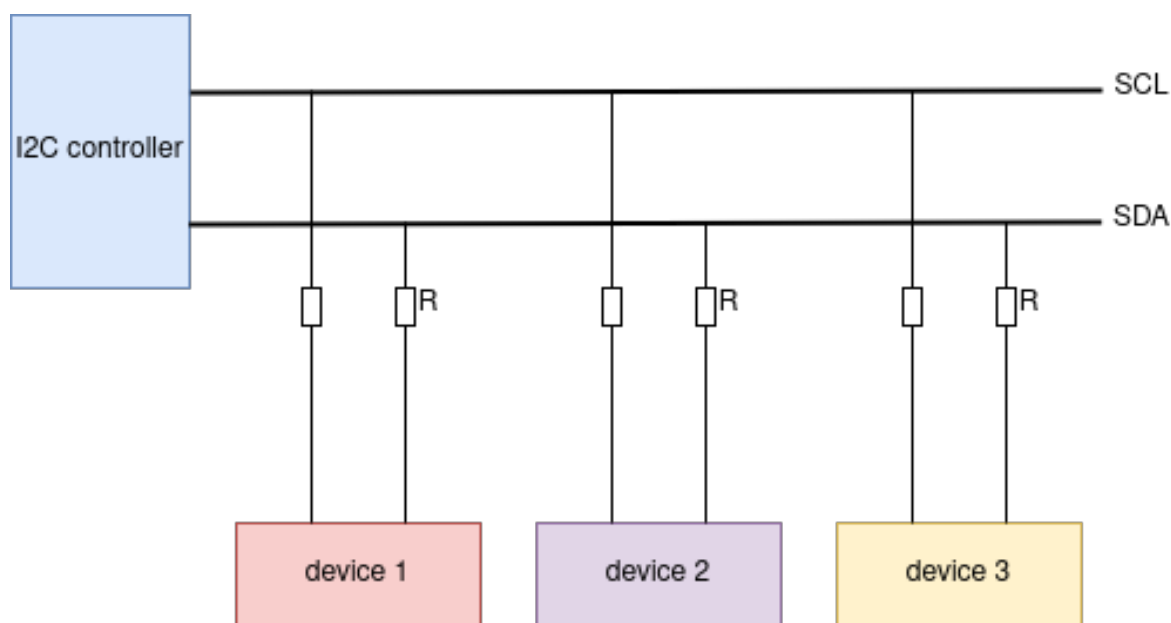 SCL
I2C controller
SDA
R
R
R
device 1
device 2
device 3